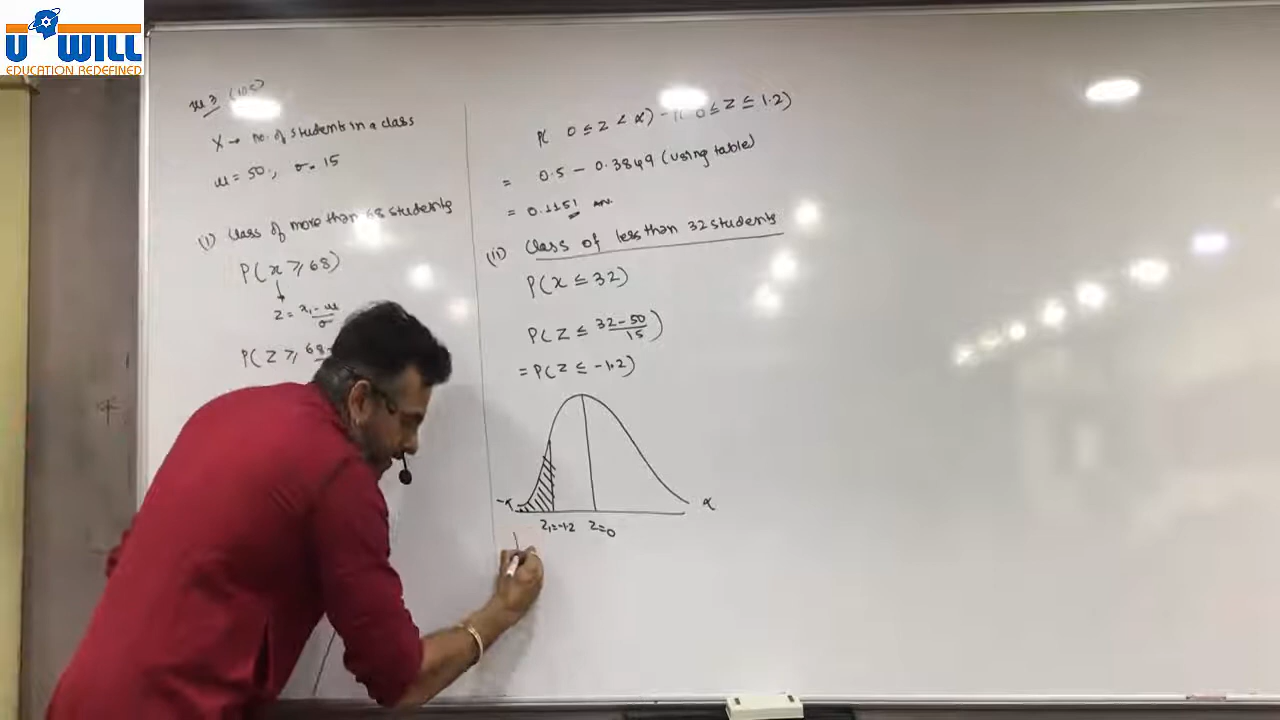 U WILL
EDUCATION REDEFINED
X → no. of students in a class
μ = 50, σ = 15
(i) Class of more than 68 students
P(x ≥ 68)
Z = x₁ - μ / σ
P(Z ≥ 68-
P( 0 ≤ Z < ∝) - P( 0 ≤ Z ≤ 1.2)
= 0.5 - 0.3849 (using table)
= 0.1151 Ans.
(ii) Class of less than 32 students
P(x ≤ 32)
P(Z ≤ 32-50/15)
= P(Z ≤ -1.2)
-∝ ∝
Z₁=-1.2 Z=0